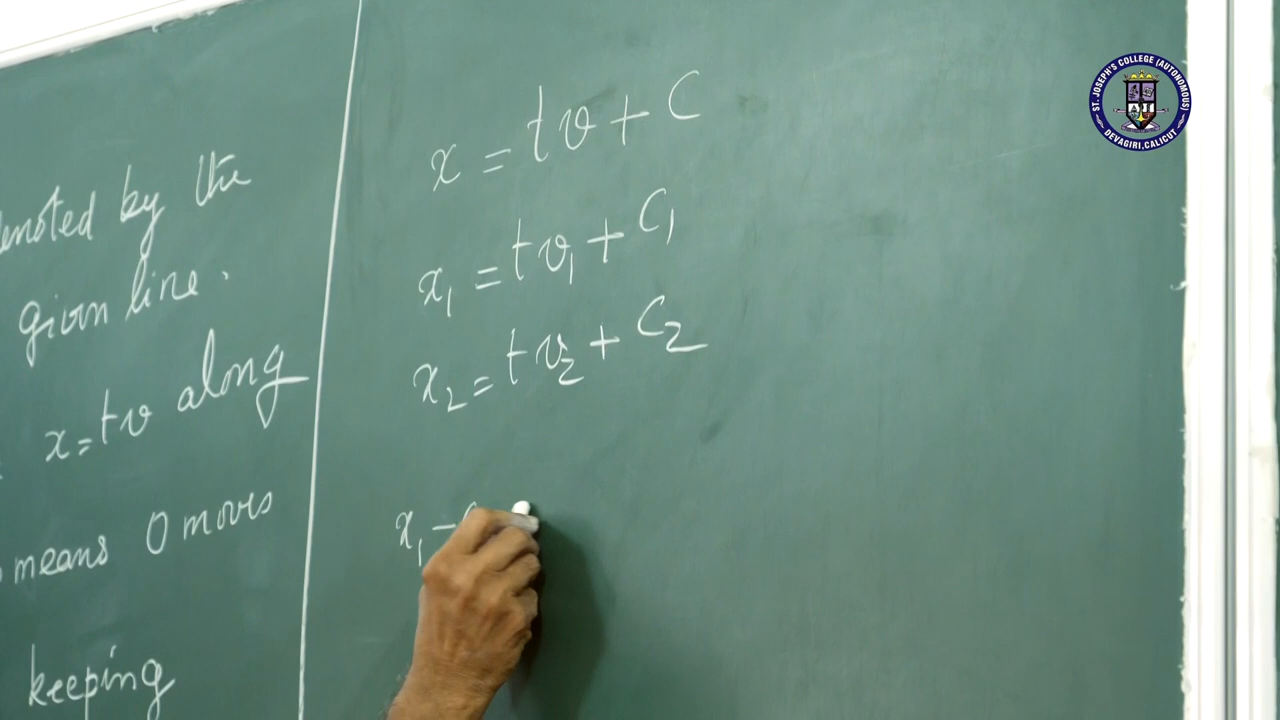 denoted by the
given line.
x=tv along
means 0 moves
keeping
x = tv + C
x₁ = tv₁ + C₁
x₂ = tv₂ + C₂
x₁ -
ST. JOSEPH'S COLLEGE (AUTONOMOUS)
DEVAGIRI, CALICUT